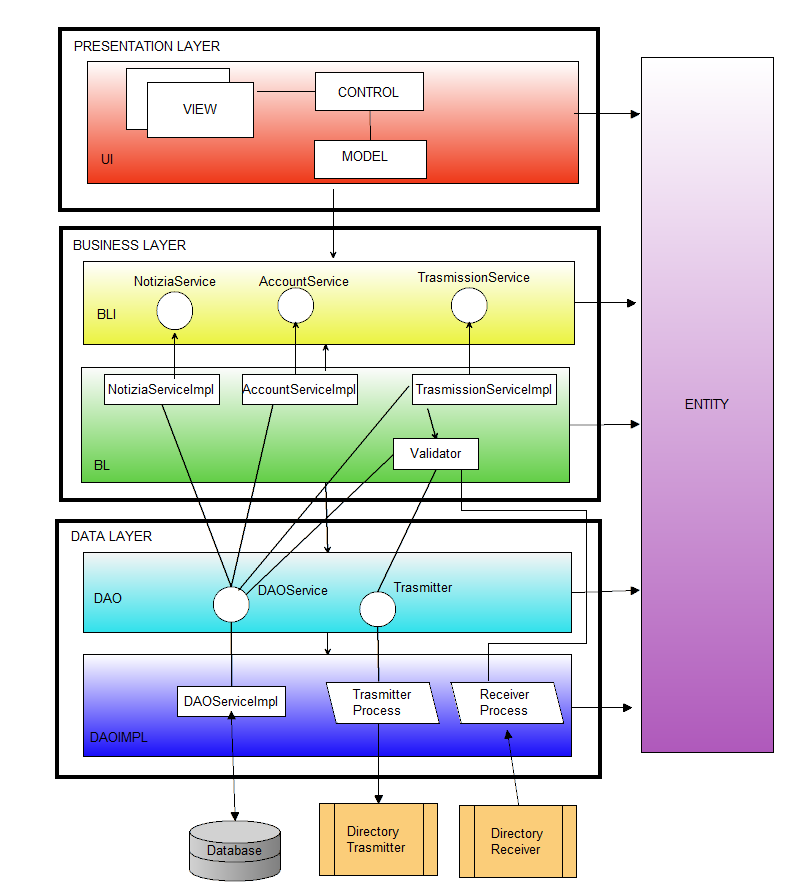 PRESENTATION LAYER
VIEW
CONTROL
MODEL
UI
BUSINESS LAYER
NotiziaService
AccountService
TrasmissionService
BLI
NotiziaServiceImpl
AccountServiceImpl
TrasmissionServiceImpl
Validator
BL
ENTITY
DATA LAYER
DAOService
Trasmitter
DAO
DAOServiceImpl
Trasmitter
Process
Receiver
Process
DAOIMPL
Database
Directory
Trasmitter
Directory
Receiver